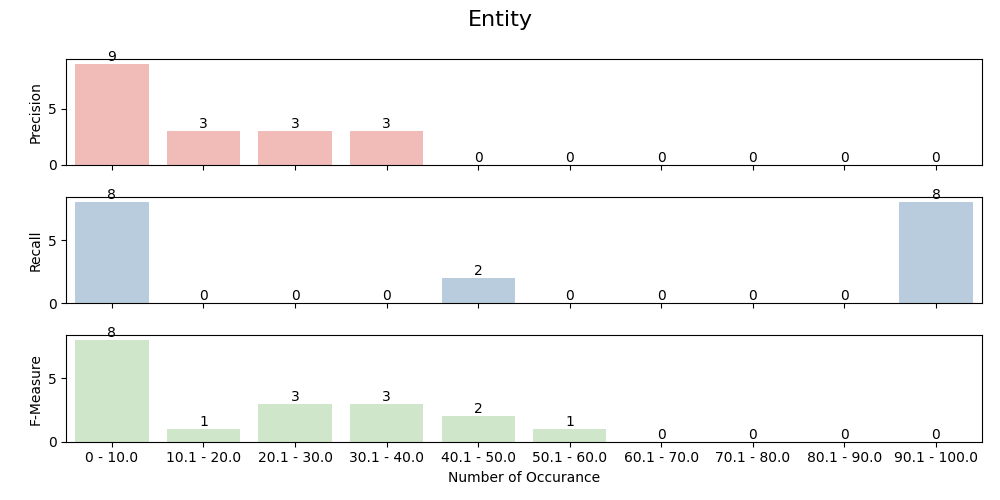 Entity
Precision
5
0
9 3 3 3 0 0 0 0 0 0
Recall
5
0
8 0 0 0 2 0 0 0 0 8
F-Measure
5
0
8 1 3 3 2 1 0 0 0 0
0 - 10.0 10.1 - 20.0 20.1 - 30.0 30.1 - 40.0 40.1 - 50.0 50.1 - 60.0 60.1 - 70.0 70.1 - 80.0 80.1 - 90.0 90.1 - 100.0
Number of Occurance